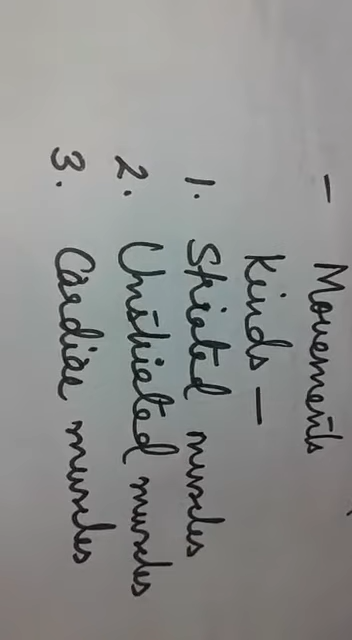 - Movements
Kinds -
1. Striated muscles
2. Unstriated muscles
3. Cardiac muscles